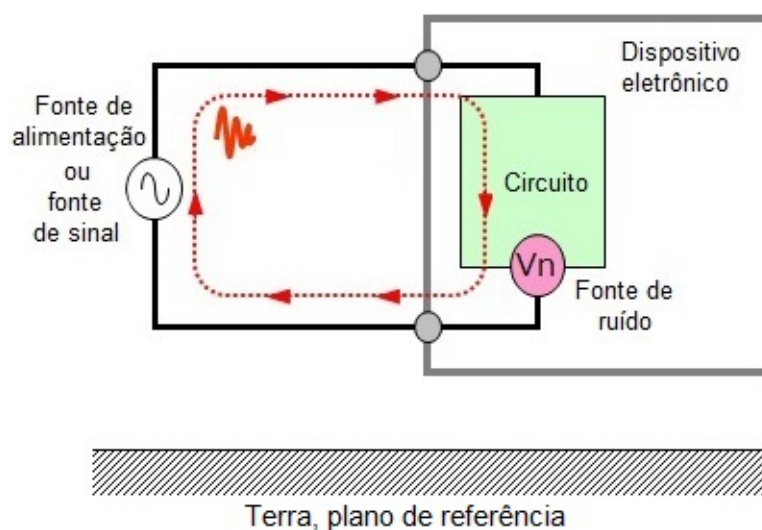 Dispositivo
eletrônico
Fonte de
alimentação
ou
fonte
de sinal
Circuito
Vn
Fonte de
ruído
Terra, plano de referência